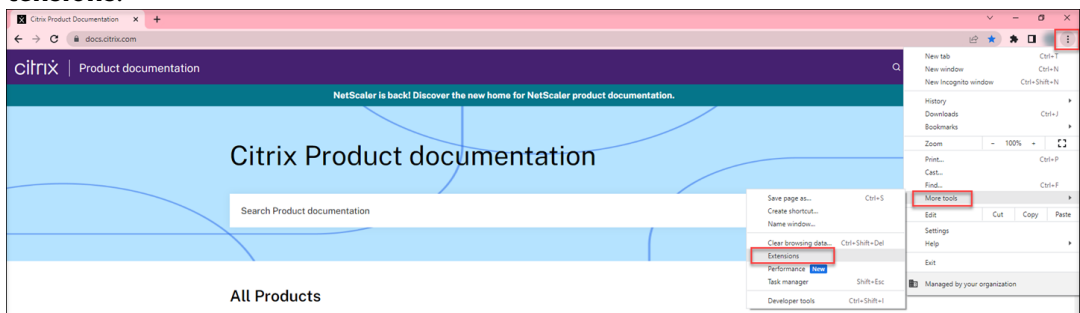 tensions.
Citrix Product Documentation
docs.citrix.com
citrix | Product documentation
NetScaler is back! Discover the new home for NetScaler product documentation.
Citrix Product documentation
Search Product documentation
All Products
New tab Ctrl+T
New window Ctrl+N
New Incognito window Ctrl+Shift+N
History
Downloads Ctrl+J
Bookmarks
Zoom - 100% +
Print... Ctrl+P
Cast...
Find... Ctrl+F
More tools
Edit Cut Copy Paste
Settings
Help
Exit
Managed by your organization
Save page as... Ctrl+S
Create shortcut...
Name window...
Clear browsing data... Ctrl+Shift+Del
Extensions
Performance New
Task manager Shift+Esc
Developer tools Ctrl+Shift+I